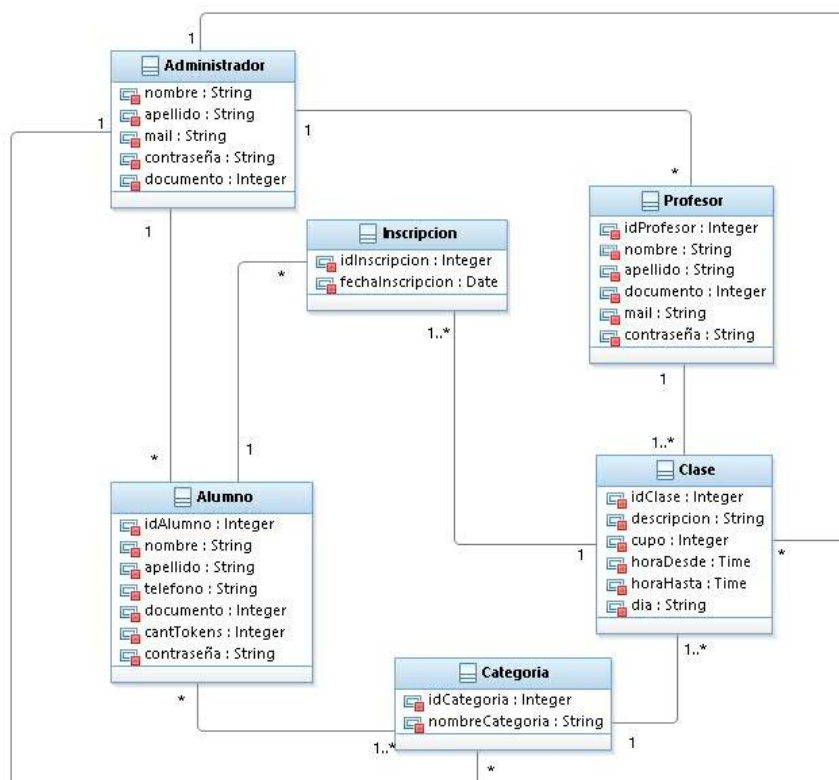 1
Administrador
nombre : String
apellido : String
mail : String
contraseña : String
documento : Integer
1
1
*
1
Profesor
idProfesor : Integer
nombre : String
apellido : String
documento : Integer
mail : String
contraseña : String
Inscripcion
idInscripcion : Integer
fechaInscripcion : Date
*
1..*
1
1..*
*
1
Clase
idClase : Integer
descripcion : String
cupo : Integer
horaDesde : Time
horaHasta : Time
dia : String
1
*
1..*
Alumno
idAlumno : Integer
nombre : String
apellido : String
telefono : String
documento : Integer
cantTokens : Integer
contraseña : String
*
Categoria
idCategoria : Integer
nombreCategoria : String
1..*
1
*